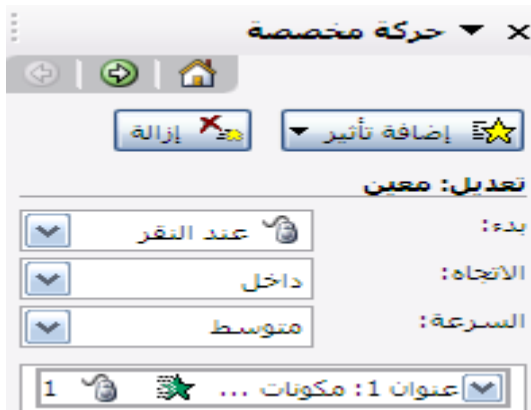 حركة مخصصة
إضافة تأثير إزالة
تعديل: معين
بدء: عند النقر
الاتجاه: داخل
السرعة: متوسط
1 عنوان 1: مكونات ...